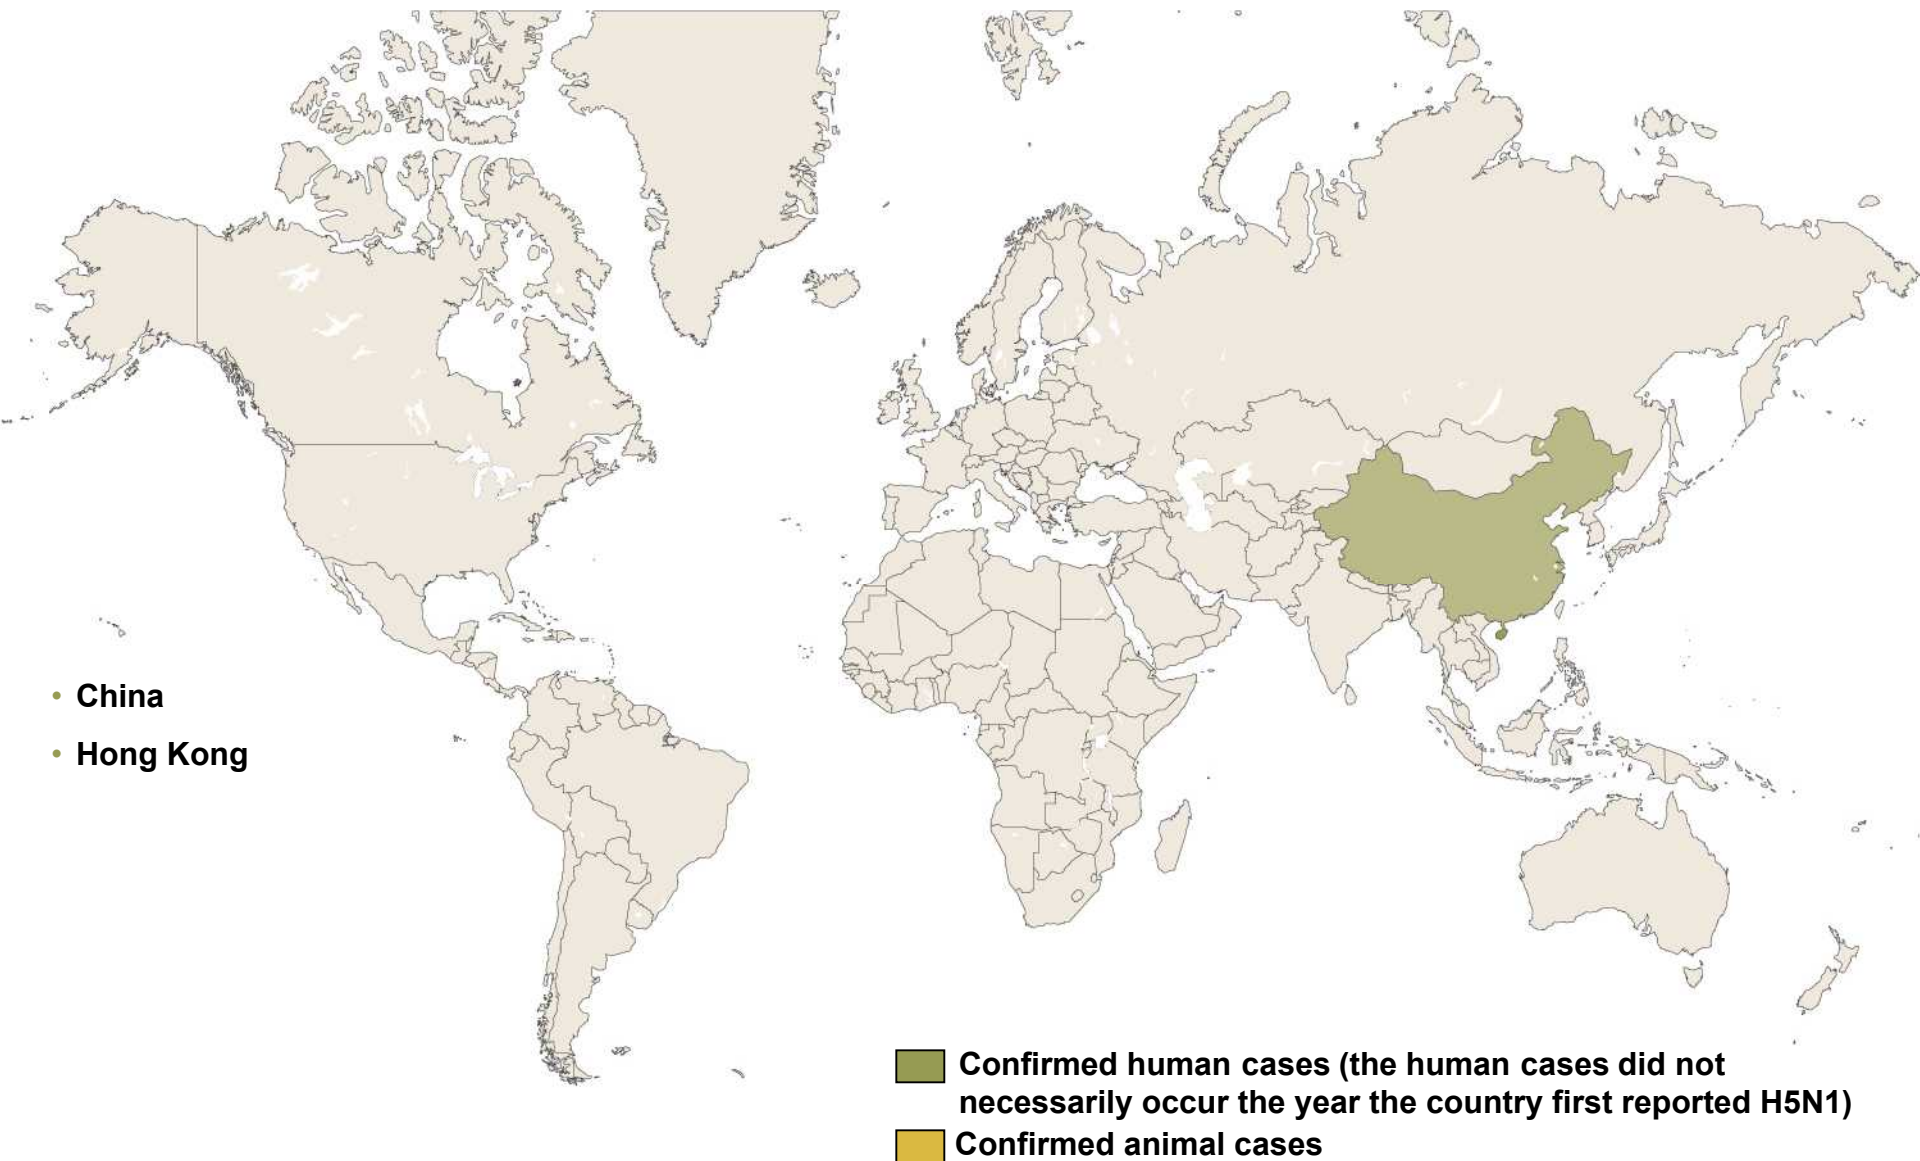 • China
• Hong Kong
Confirmed human cases (the human cases did not
necessarily occur the year the country first reported H5N1)
Confirmed animal cases